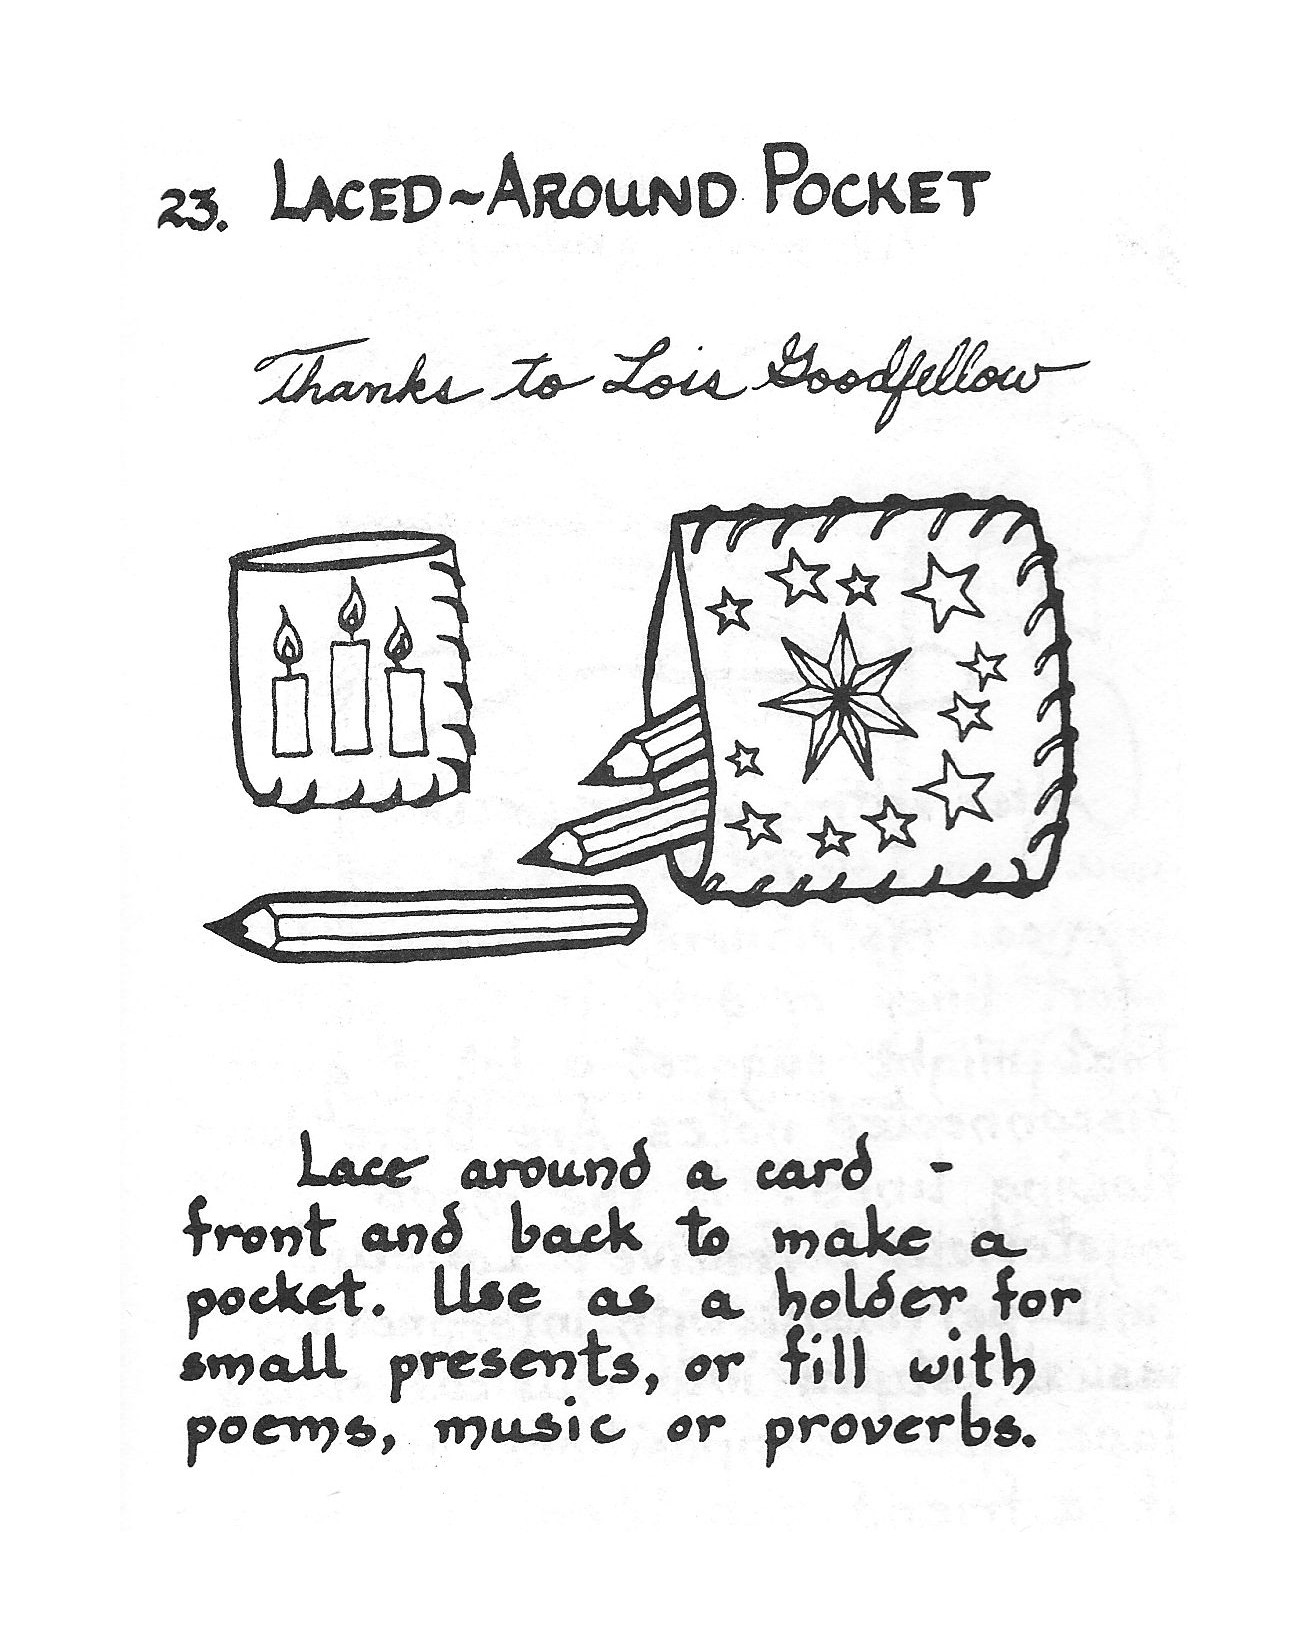 23. LACED~AROUND POCKET
Thanks to Lois Goodfellow
Lace around a card -
front and back to make a
pocket. Use as a holder for
small presents, or fill with
poems, music or proverbs.